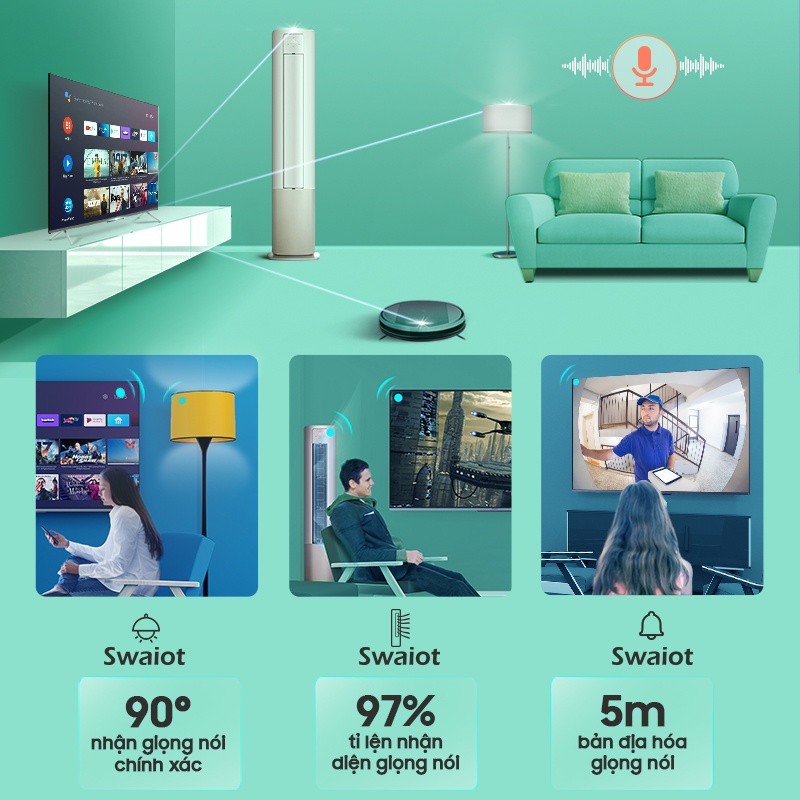 Swaiot
Swaiot
Swaiot
90°
nhận giọng nói
chính xác
97%
tỉ lện nhận
diện giọng nói
5m
bản địa hóa
giọng nói